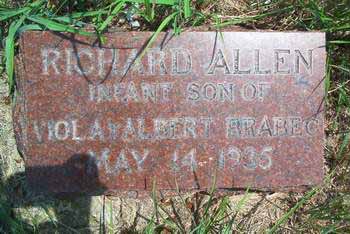 RICHARD ALLEN
INFANT SON OF
VIOLA & ALBERT BRABEC
MAY 14, 1935